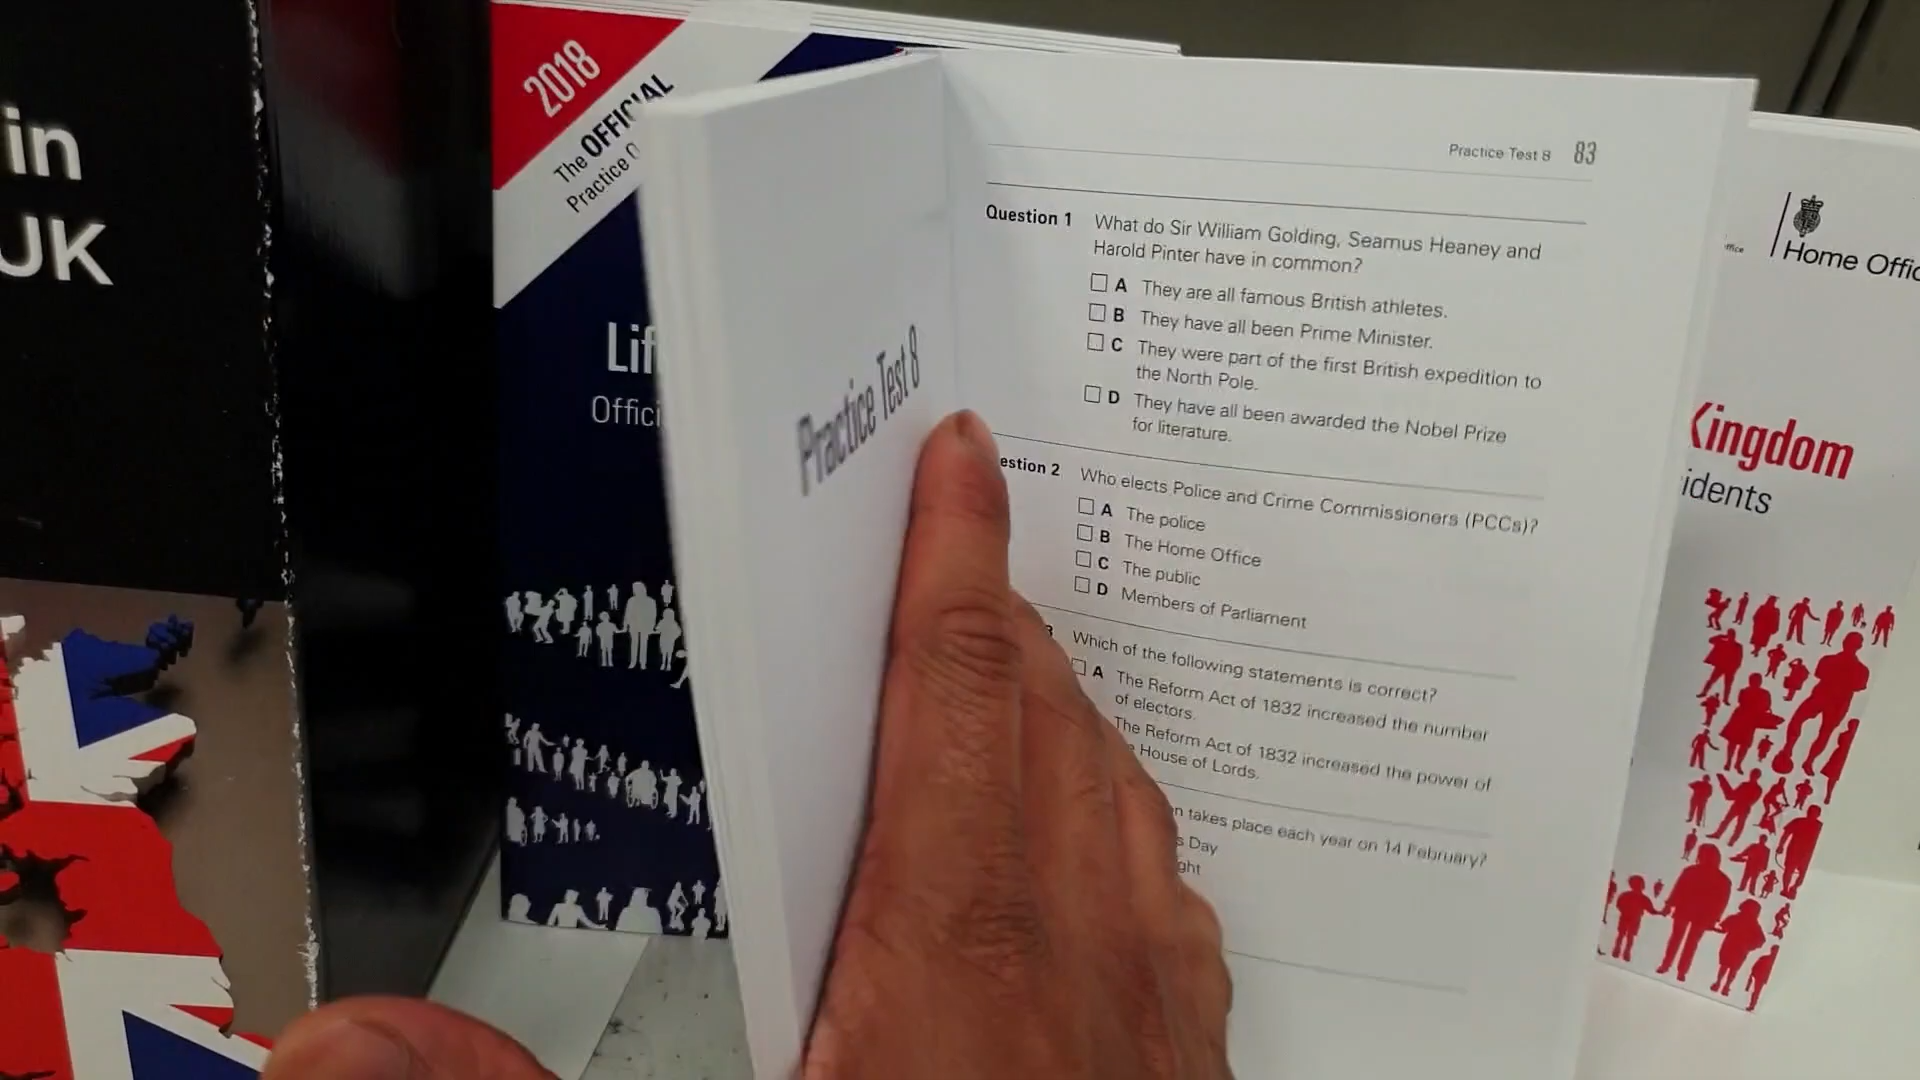 in
UK
2018
The OFFICIAL
Practice
Lif
Offici
Practice Test 8
Practice Test 8 83
Question 1 What do Sir William Golding, Seamus Heaney and
Harold Pinter have in common?
A They are all famous British athletes.
B They have all been Prime Minister.
C They were part of the first British expedition to
the North Pole.
D They have all been awarded the Nobel Prize
for literature.
estion 2 Who elects Police and Crime Commissioners (PCCs)?
A The police
B The Home Office
C The public
D Members of Parliament
3 Which of the following statements is correct?
A The Reform Act of 1832 increased the number
of electors.
The Reform Act of 1832 increased the power of
e House of Lords.
n takes place each year on 14 February?
s Day
ght
ffice
Home Offic
Kingdom
idents